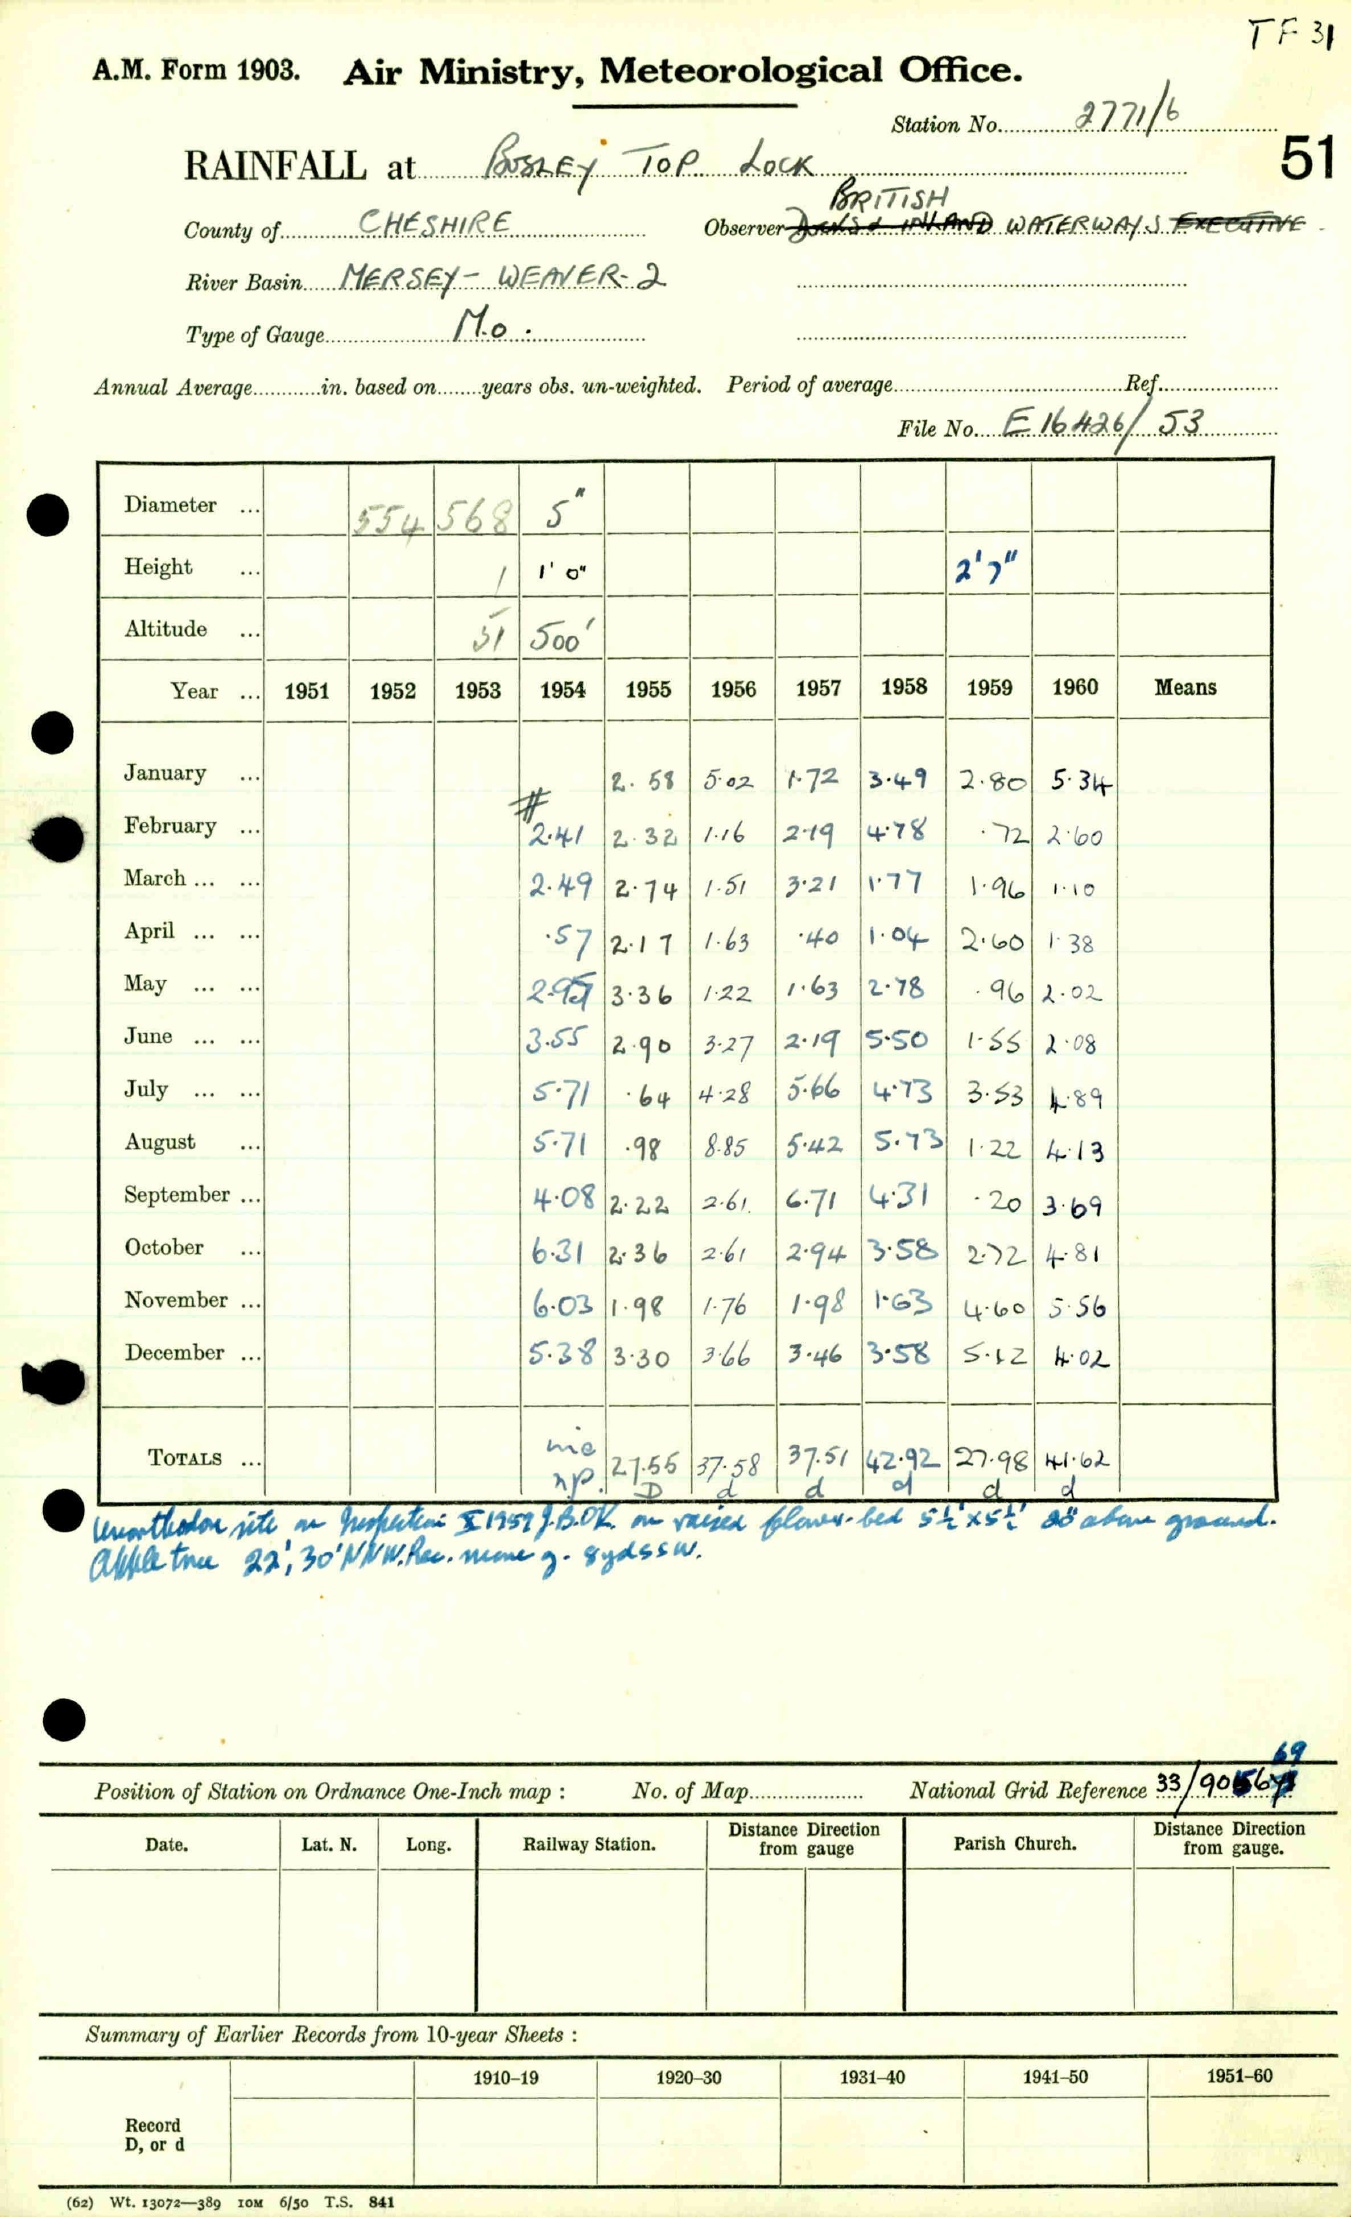 TF 31
A.M. Form 1903. Air Ministry, Meteorological Office.
Station No. 2771/6
51
RAINFALL at BOSLEY TOP LOCK
BRITISH
County of CHESHIRE Observer DOCKS & INLAND WATERWAYS EXECUTIVE
River Basin MERSEY - WEAVER-2
Type of Gauge M.O.
Annual Average in. based on years obs. un-weighted. Period of average Ref.
File No. E16426/53
Diameter ... 554 568 5"
Height ... 1 1' 0" 2'7"
Altitude ... 51 500'
Year ... 1951 1952 1953 1954 1955 1956 1957 1958 1959 1960 Means
January ... 2.58 5.02 1.72 3.49 2.80 5.34
#
February ... 2.41 2.32 1.16 2.19 4.78 .72 2.60
March ... ... 2.49 2.74 1.51 3.21 1.77 1.96 1.10
April ... ... .57 2.17 1.63 .40 1.04 2.60 1.38
May ... ... 3.36 1.22 1.63 2.78 .96 2.02
June ... ... 3.55 2.90 3.27 2.19 5.50 1.55 2.08
July ... ... 5.71 .64 4.28 5.66 4.73 3.53 4.89
August ... 5.71 .98 8.85 5.42 5.73 1.22 4.13
September ... 4.08 2.22 2.61 6.71 4.31 .20 3.69
October ... 6.31 2.36 2.61 2.94 3.58 2.72 4.81
November ... 6.03 1.98 1.76 1.98 1.63 4.60 5.56
December ... 5.38 3.30 3.66 3.46 3.58 5.12 4.02
TOTALS ... inc 27.55 37.58 37.51 42.92 27.98 41.62
np. D d d d d d
Unorthodox site on Inspection X 1959 J.B. OK. on raised flower-bed 5½'x5½' above ground.
Apple tree 22', 30' NNW. Rec. move g. 8yds SW.
69
Position of Station on Ordnance One-Inch map : No. of Map National Grid Reference 33/90
Date. Lat. N. Long. Railway Station. Distance Direction from gauge Parish Church. Distance Direction from gauge.
Summary of Earlier Records from 10-year Sheets :
1910–19 1920–30 1931–40 1941–50 1951–60
Record
D, or d
(62) Wt. 13072—389 10M 6/50 T.S. 841